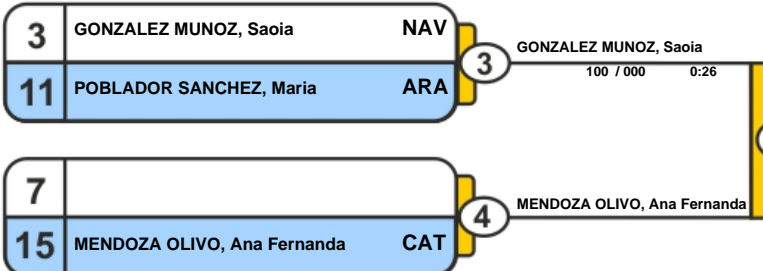 3 GONZALEZ MUNOZ, Saoia NAV
11 POBLADOR SANCHEZ, Maria ARA
3
GONZALEZ MUNOZ, Saoia
100 / 000 0:26
7
15 MENDOZA OLIVO, Ana Fernanda CAT
4
MENDOZA OLIVO, Ana Fernanda